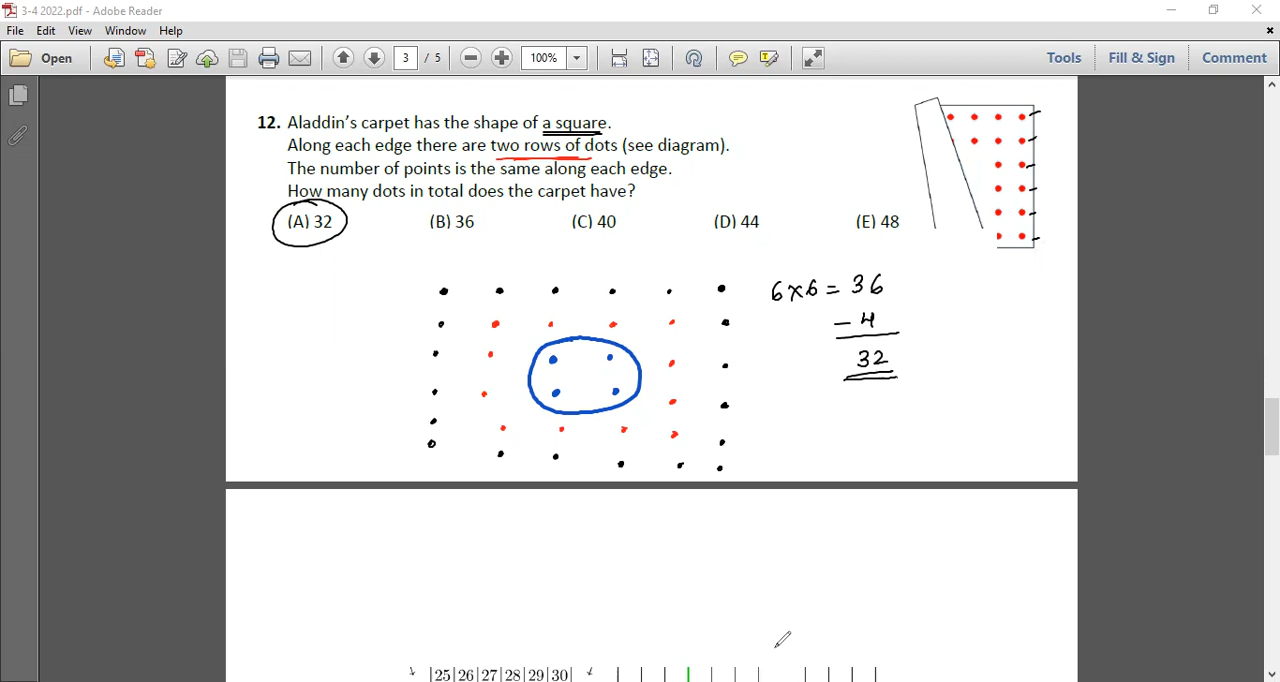 3-4 2022.pdf - Adobe Reader
File Edit View Window Help
Open 3 / 5 100% Tools Fill & Sign Comment
12. Aladdin's carpet has the shape of a square.
Along each edge there are two rows of dots (see diagram).
The number of points is the same along each edge.
How many dots in total does the carpet have?
(A) 32 (B) 36 (C) 40 (D) 44 (E) 48
6×6 = 36
- 4
32
|25|26|27|28|29|30|